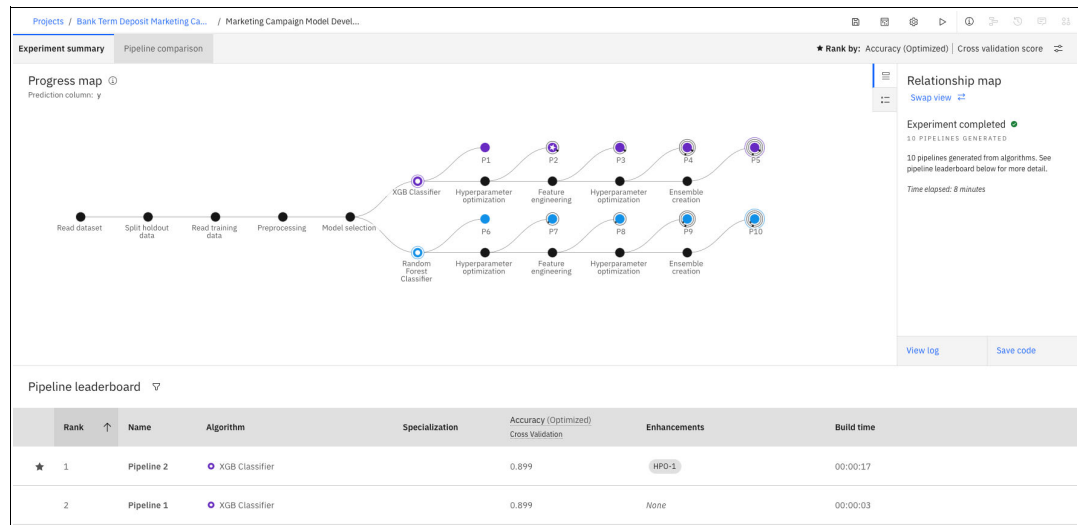 Projects / Bank Term Deposit Marketing Ca... / Marketing Campaign Model Devel...
Experiment summary
Pipeline comparison
★ Rank by: Accuracy (Optimized) | Cross validation score
Progress map
Prediction column: y
P1
P2
P3
P4
P5
XGB Classifier
Hyperparameter
optimization
Feature
engineering
Hyperparameter
optimization
Ensemble
creation
Read dataset
Split holdout
data
Read training
data
Preprocessing
Model selection
P6
P7
P8
P9
P10
Random
Forest
Classifier
Hyperparameter
optimization
Feature
engineering
Hyperparameter
optimization
Ensemble
creation
Relationship map
Swap view
Experiment completed
10 PIPELINES GENERATED
10 pipelines generated from algorithms. See
pipeline leaderboard below for more detail.
Time elapsed: 8 minutes
View log
Save code
Pipeline leaderboard
Rank ↑ Name Algorithm Specialization Accuracy (Optimized) Enhancements Build time
Cross Validation
★ 1 Pipeline 2 XGB Classifier 0.899 HPO-1 00:00:17
2 Pipeline 1 XGB Classifier 0.899 None 00:00:03